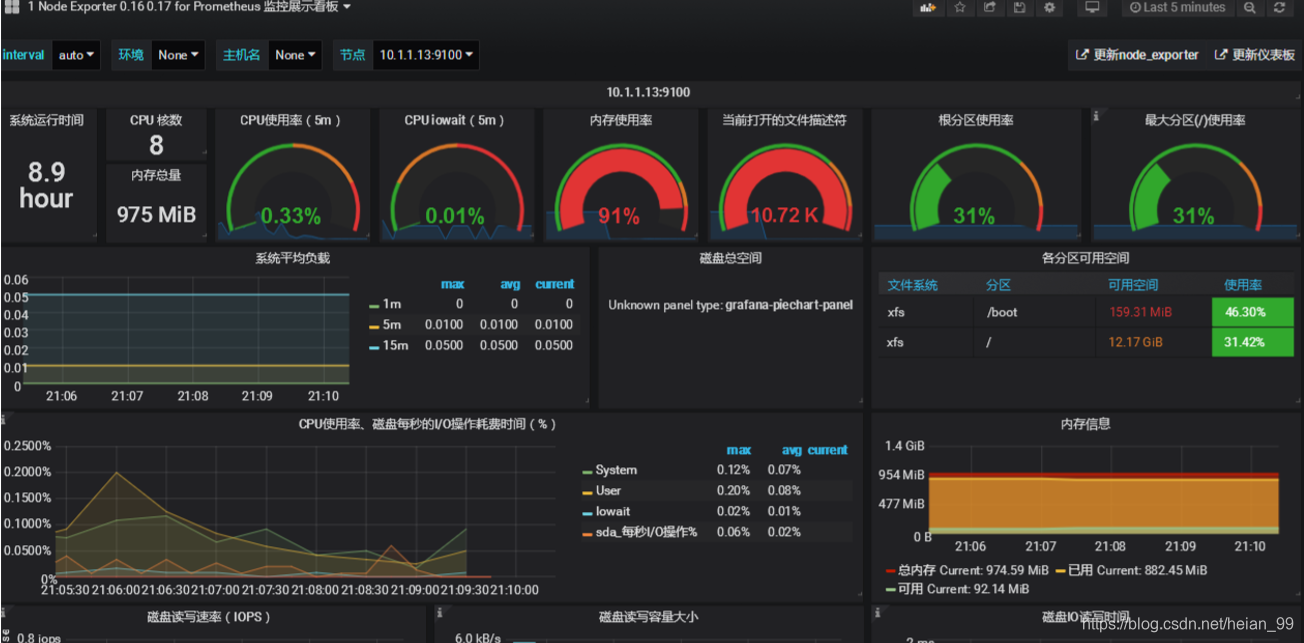 1 Node Exporter 0.16 0.17 for Prometheus 监控展示看板
Last 5 minutes
interval auto 环境 None 主机名 None 节点 10.1.1.13:9100 更新node_exporter 更新仪表板
10.1.1.13:9100
系统运行时间
8.9
hour
CPU 核数
8
内存总量
975 MiB
CPU使用率（5m）
0.33%
CPU iowait（5m）
0.01%
内存使用率
91%
当前打开的文件描述符
10.72 K
根分区使用率
31%
最大分区(/)使用率
31%
系统平均负载
0.06
0.05
0.04
0.03
0.02
0.01
0
21:06 21:07 21:08 21:09 21:10
max avg current
1m 0 0 0
5m 0.0100 0.0100 0.0100
15m 0.0500 0.0500 0.0500
磁盘总空间
Unknown panel type: grafana-piechart-panel
各分区可用空间
文件系统 分区 可用空间 使用率
xfs /boot 159.31 MiB 46.30%
xfs / 12.17 GiB 31.42%
CPU使用率、磁盘每秒的I/O操作耗费时间（%）
0.2500%
0.2000%
0.1500%
0.1000%
0.0500%
0%
21:05:30 21:06:00 21:06:30 21:07:00 21:07:30 21:08:00 21:08:30 21:09:00 21:09:30 21:10:00
max avg current
System 0.12% 0.07%
User 0.20% 0.08%
Iowait 0.02% 0.01%
sda_每秒I/O操作% 0.06% 0.02%
内存信息
1.4 GiB
954 MiB
477 MiB
0 B
21:06 21:07 21:08 21:09 21:10
总内存 Current: 974.59 MiB 已用 Current: 882.45 MiB
可用 Current: 92.14 MiB
磁盘读写速率（IOPS）
0.8 iops
磁盘读写容量大小
6.0 kB/s
磁盘IO读写时间
2 ms
https://blog.csdn.net/heian_99